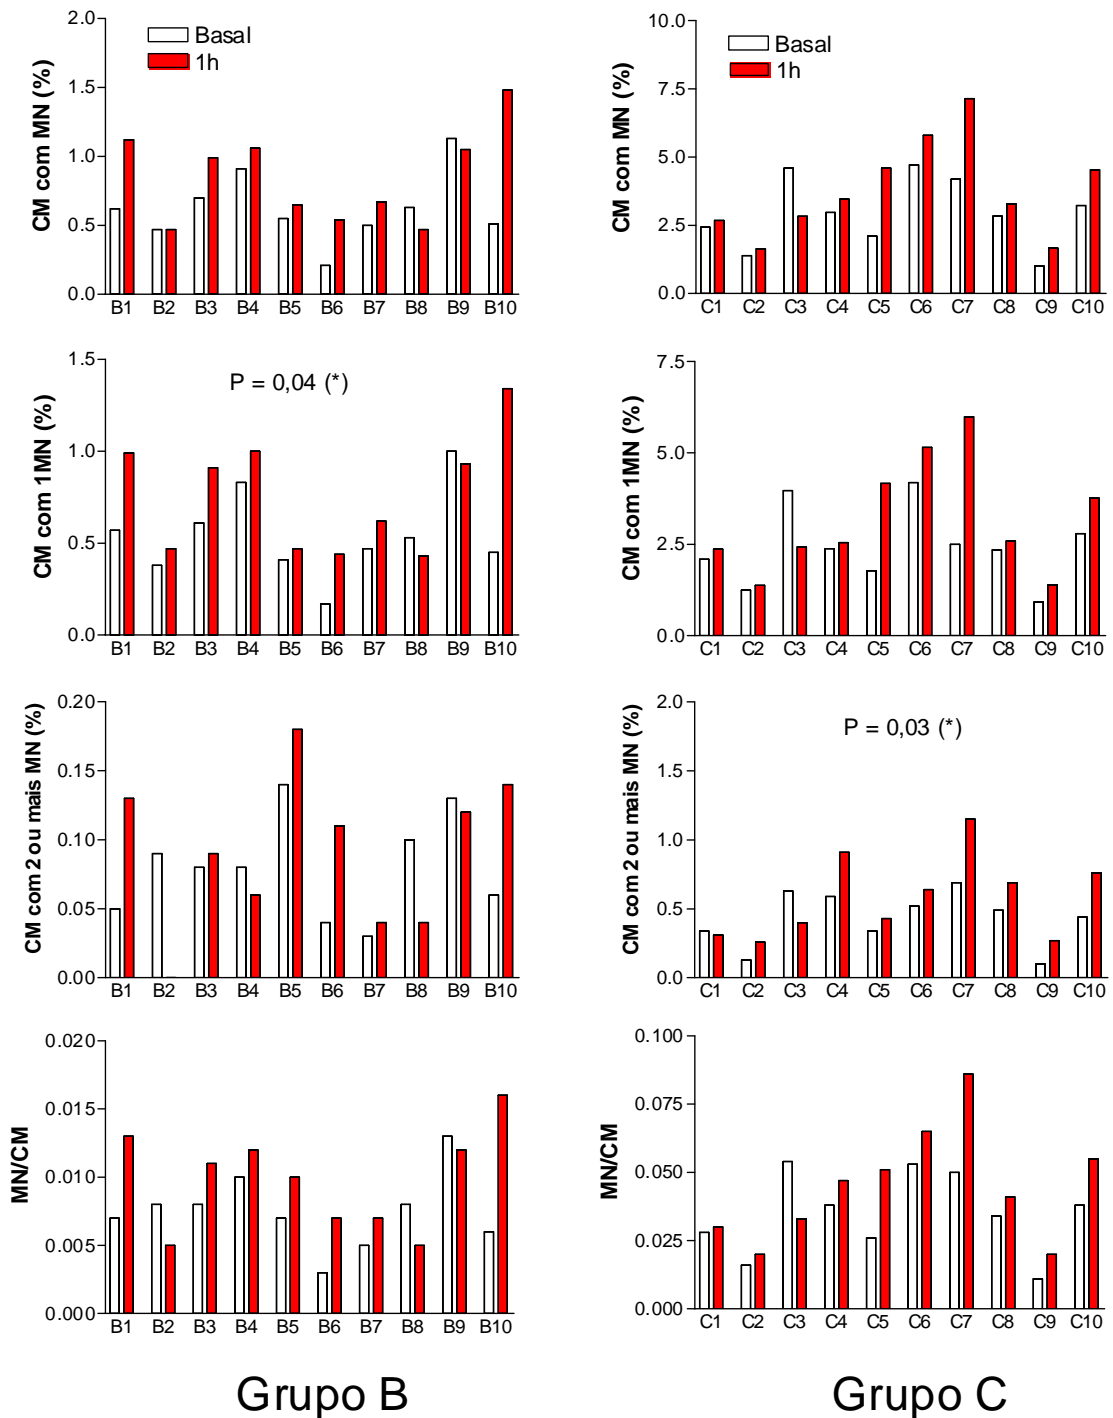 CM com MN (%)
2.0
1.5
1.0
0.5
0.0
Basal
1h
B1 B2 B3 B4 B5 B6 B7 B8 B9 B10
CM com MN (%)
10.0
7.5
5.0
2.5
0.0
Basal
1h
C1 C2 C3 C4 C5 C6 C7 C8 C9 C10
CM com 1MN (%)
1.5
1.0
0.5
0.0
P = 0,04 (*)
B1 B2 B3 B4 B5 B6 B7 B8 B9 B10
CM com 1MN (%)
7.5
5.0
2.5
0.0
C1 C2 C3 C4 C5 C6 C7 C8 C9 C10
CM com 2 ou mais MN (%)
0.20
0.15
0.10
0.05
0.00
B1 B2 B3 B4 B5 B6 B7 B8 B9 B10
CM com 2 ou mais MN (%)
2.0
1.5
1.0
0.5
0.0
P = 0,03 (*)
C1 C2 C3 C4 C5 C6 C7 C8 C9 C10
MN/CM
0.020
0.015
0.010
0.005
0.000
B1 B2 B3 B4 B5 B6 B7 B8 B9 B10
MN/CM
0.100
0.075
0.050
0.025
0.000
C1 C2 C3 C4 C5 C6 C7 C8 C9 C10
Grupo B
Grupo C